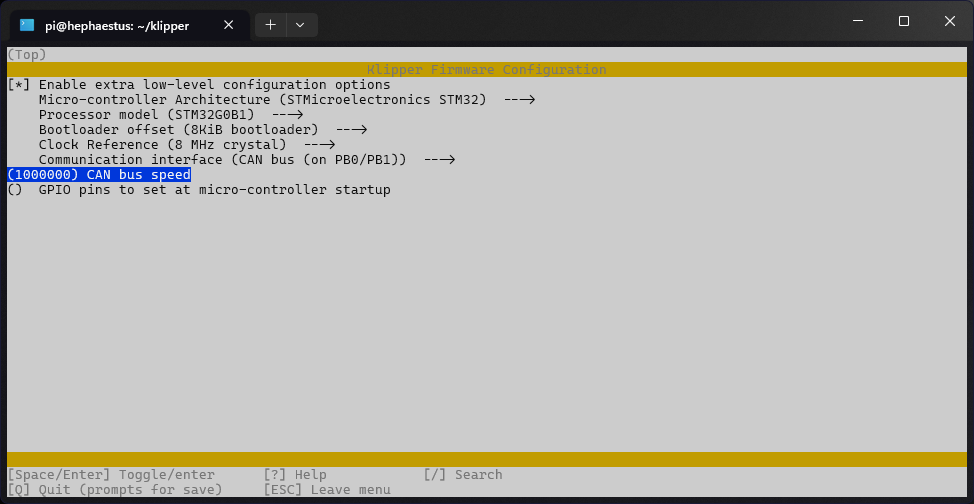 pi@hephaestus: ~/klipper
(Top)
Klipper Firmware Configuration
[*] Enable extra low-level configuration options
Micro-controller Architecture (STMicroelectronics STM32) --->
Processor model (STM32G0B1) --->
Bootloader offset (8KiB bootloader) --->
Clock Reference (8 MHz crystal) --->
Communication interface (CAN bus (on PB0/PB1)) --->
(1000000) CAN bus speed
() GPIO pins to set at micro-controller startup
[Space/Enter] Toggle/enter [?] Help [/] Search
[Q] Quit (prompts for save) [ESC] Leave menu